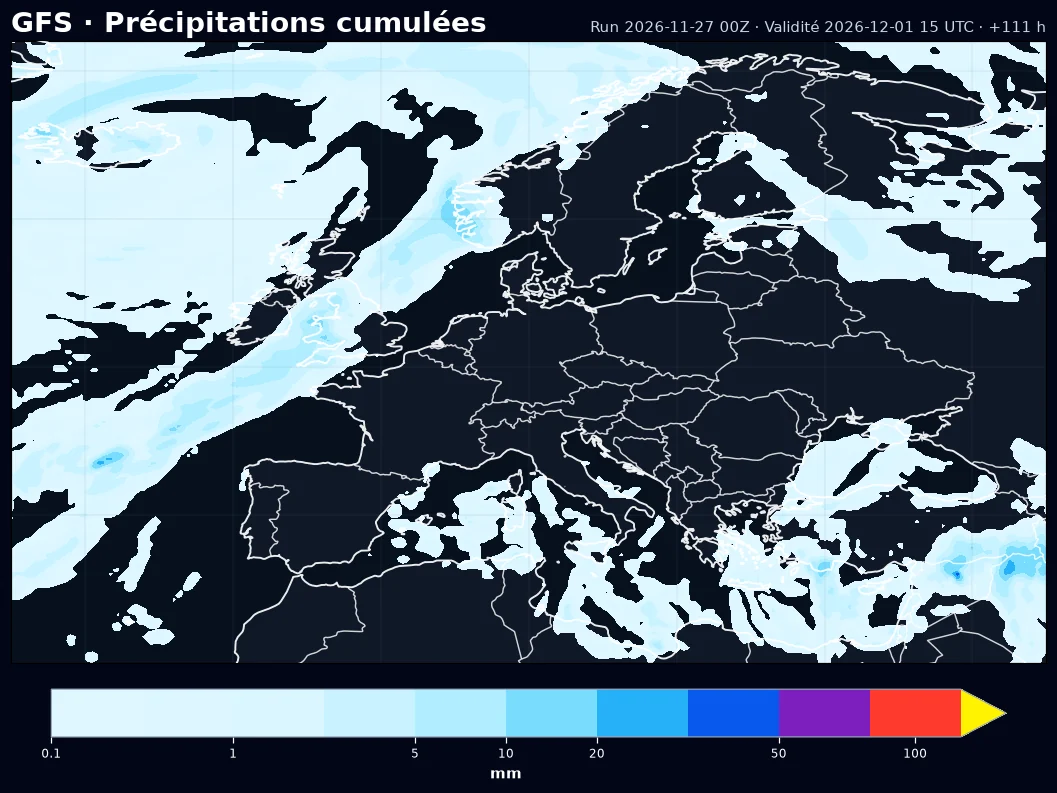 GFS · Précipitations cumulées
Run 2026-11-27 00Z · Validité 2026-12-01 15 UTC · +111 h
0.1 1 5 10 20 50 100
mm